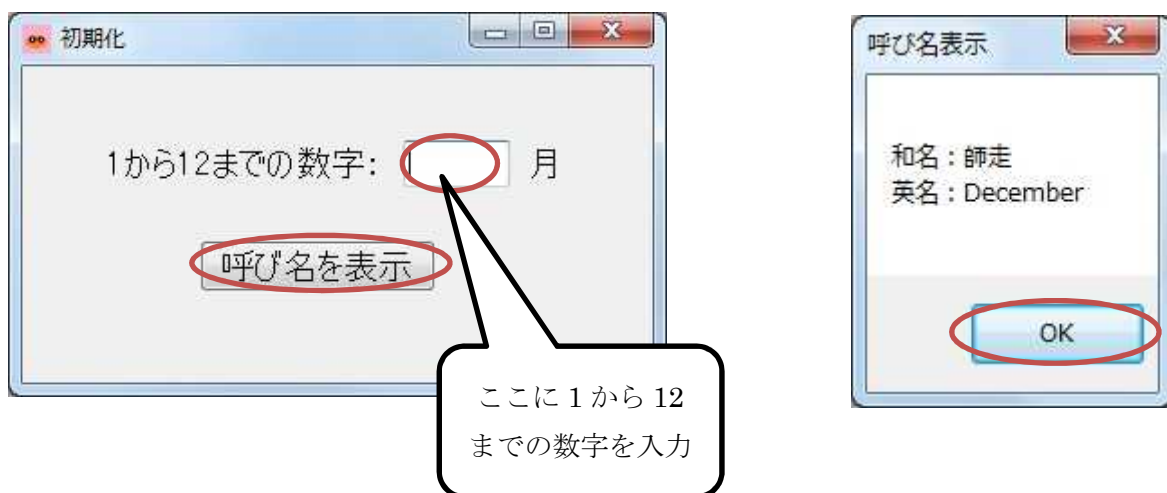 初期化
1から12までの数字: 月
呼び名を表示
ここに 1 から 12
までの数字を入力
呼び名表示
和名：師走
英名：December
OK